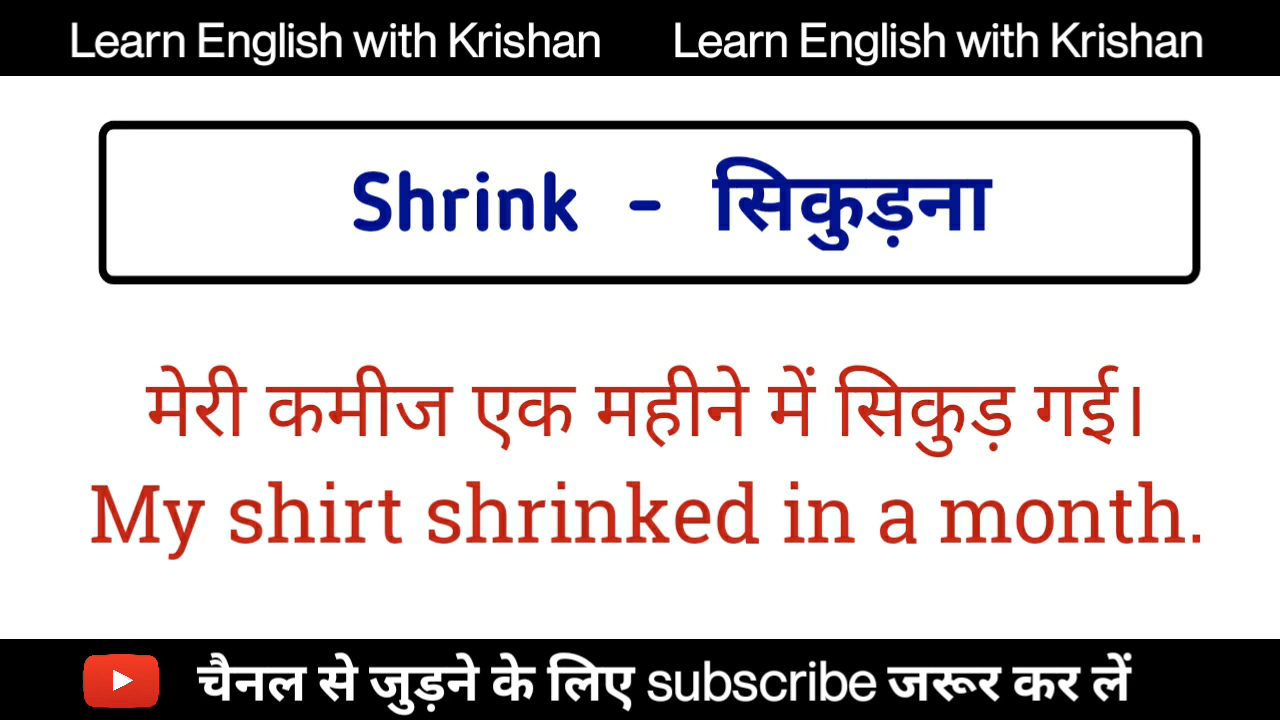 Learn English with Krishan Learn English with Krishan
Shrink - सिकुड़ना
मेरी कमीज एक महीने में सिकुड़ गई।
My shirt shrinked in a month.
चैनल से जुड़ने के लिए subscribe जरूर कर लें